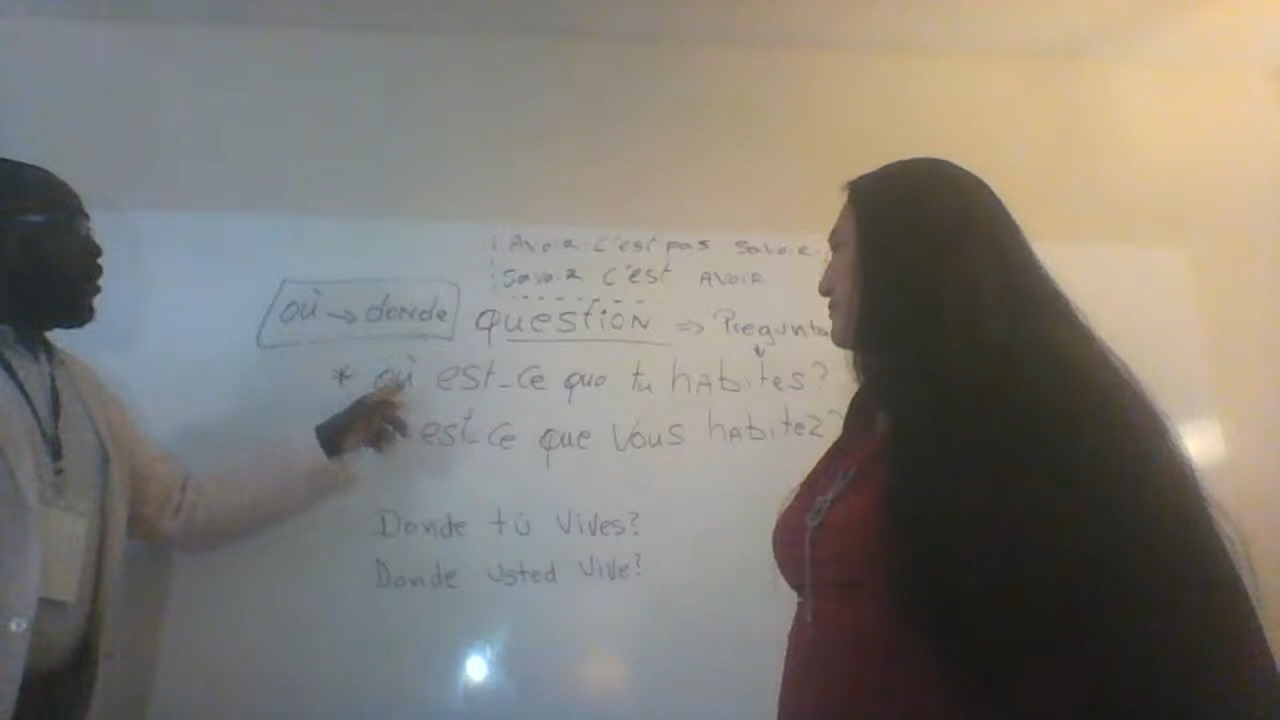 Avoir c'est pas savoir.
Savoir c'est Avoir
où → donde question ⇒ Pregunta
* où est-ce que tu habites?
est-ce que vous habitez?
Donde tú vives?
Donde usted vive?